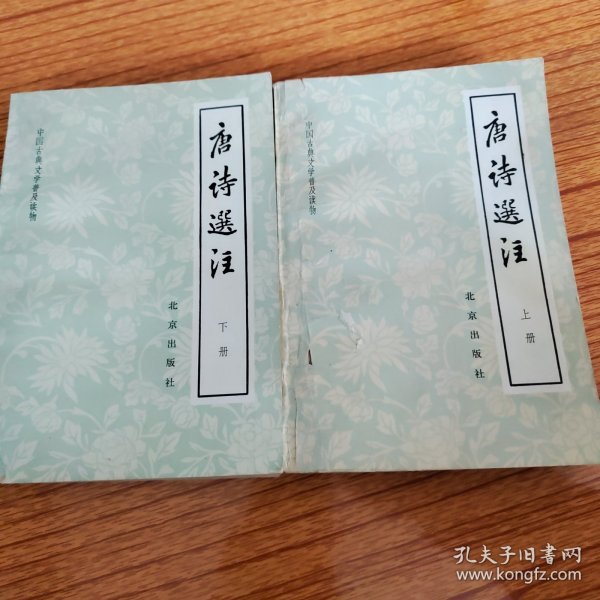 中国古典文学普及读物
唐诗選注
下册
北京出版社
中国古典文学普及读物
唐诗選注
上册
北京出版社
孔夫子旧书网
www.kongfz.com